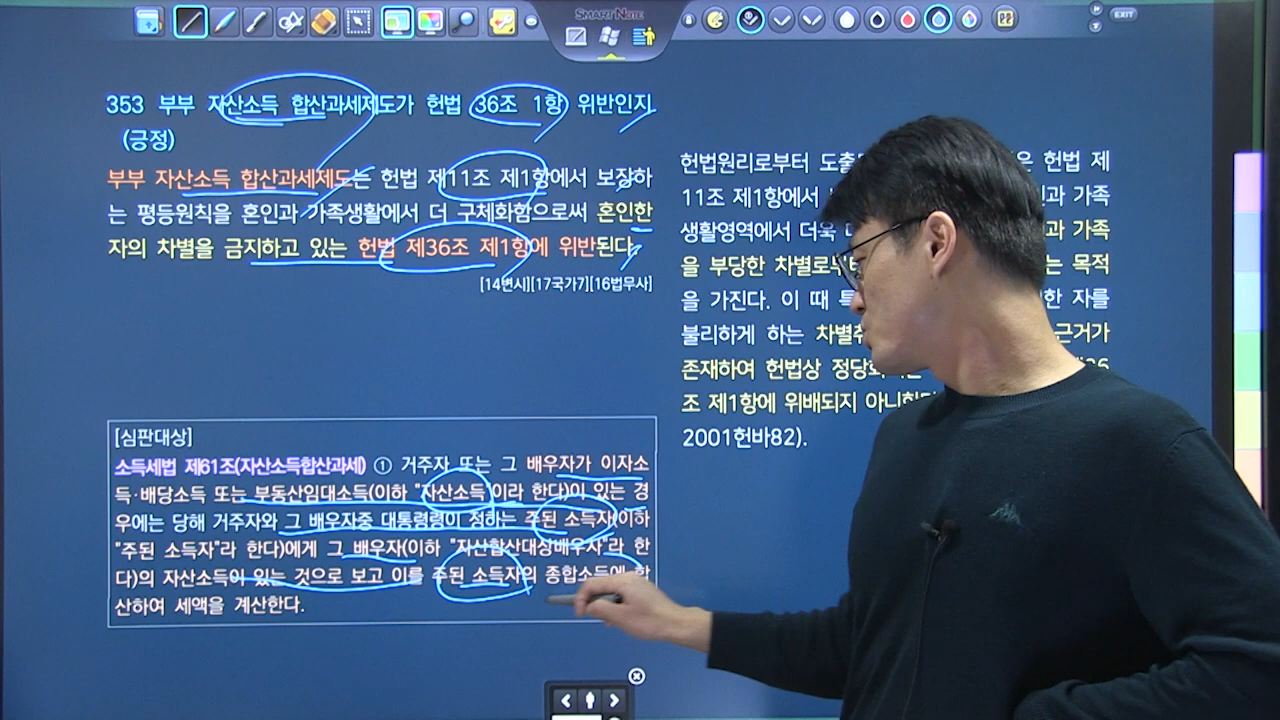 SMARTNOTE
EXIT
353 부부 자산소득 합산과세제도가 헌법 36조 1항 위반인지
(긍정)
부부 자산소득 합산과세제도는 헌법 제11조 제1항에서 보장하
는 평등원칙을 혼인과 가족생활에서 더 구체화함으로써 혼인한
자의 차별을 금지하고 있는 헌법 제36조 제1항에 위반된다.
[14변시][17국가7][16법무사]
[심판대상]
소득세법 제61조(자산소득합산과세) ① 거주자 또는 그 배우자가 이자소
득·배당소득 또는 부동산임대소득(이하 "자산소득"이라 한다)이 있는 경
우에는 당해 거주자와 그 배우자중 대통령령이 정하는 주된 소득자(이하
"주된 소득자"라 한다)에게 그 배우자(이하 "자산합산대상배우자"라 한
다)의 자산소득이 있는 것으로 보고 이를 주된 소득자의 종합소득에 합
산하여 세액을 계산한다.
헌법원리로부터 헌법 제
11조 제1항에서 가족
생활영역에서 더욱 가족
을 부당한 목적
을 가진다. 이 때 한 자를
불리하게 하는 근거가
존재하여 헌법상
조 제1항에 위배되지
2001헌바82).